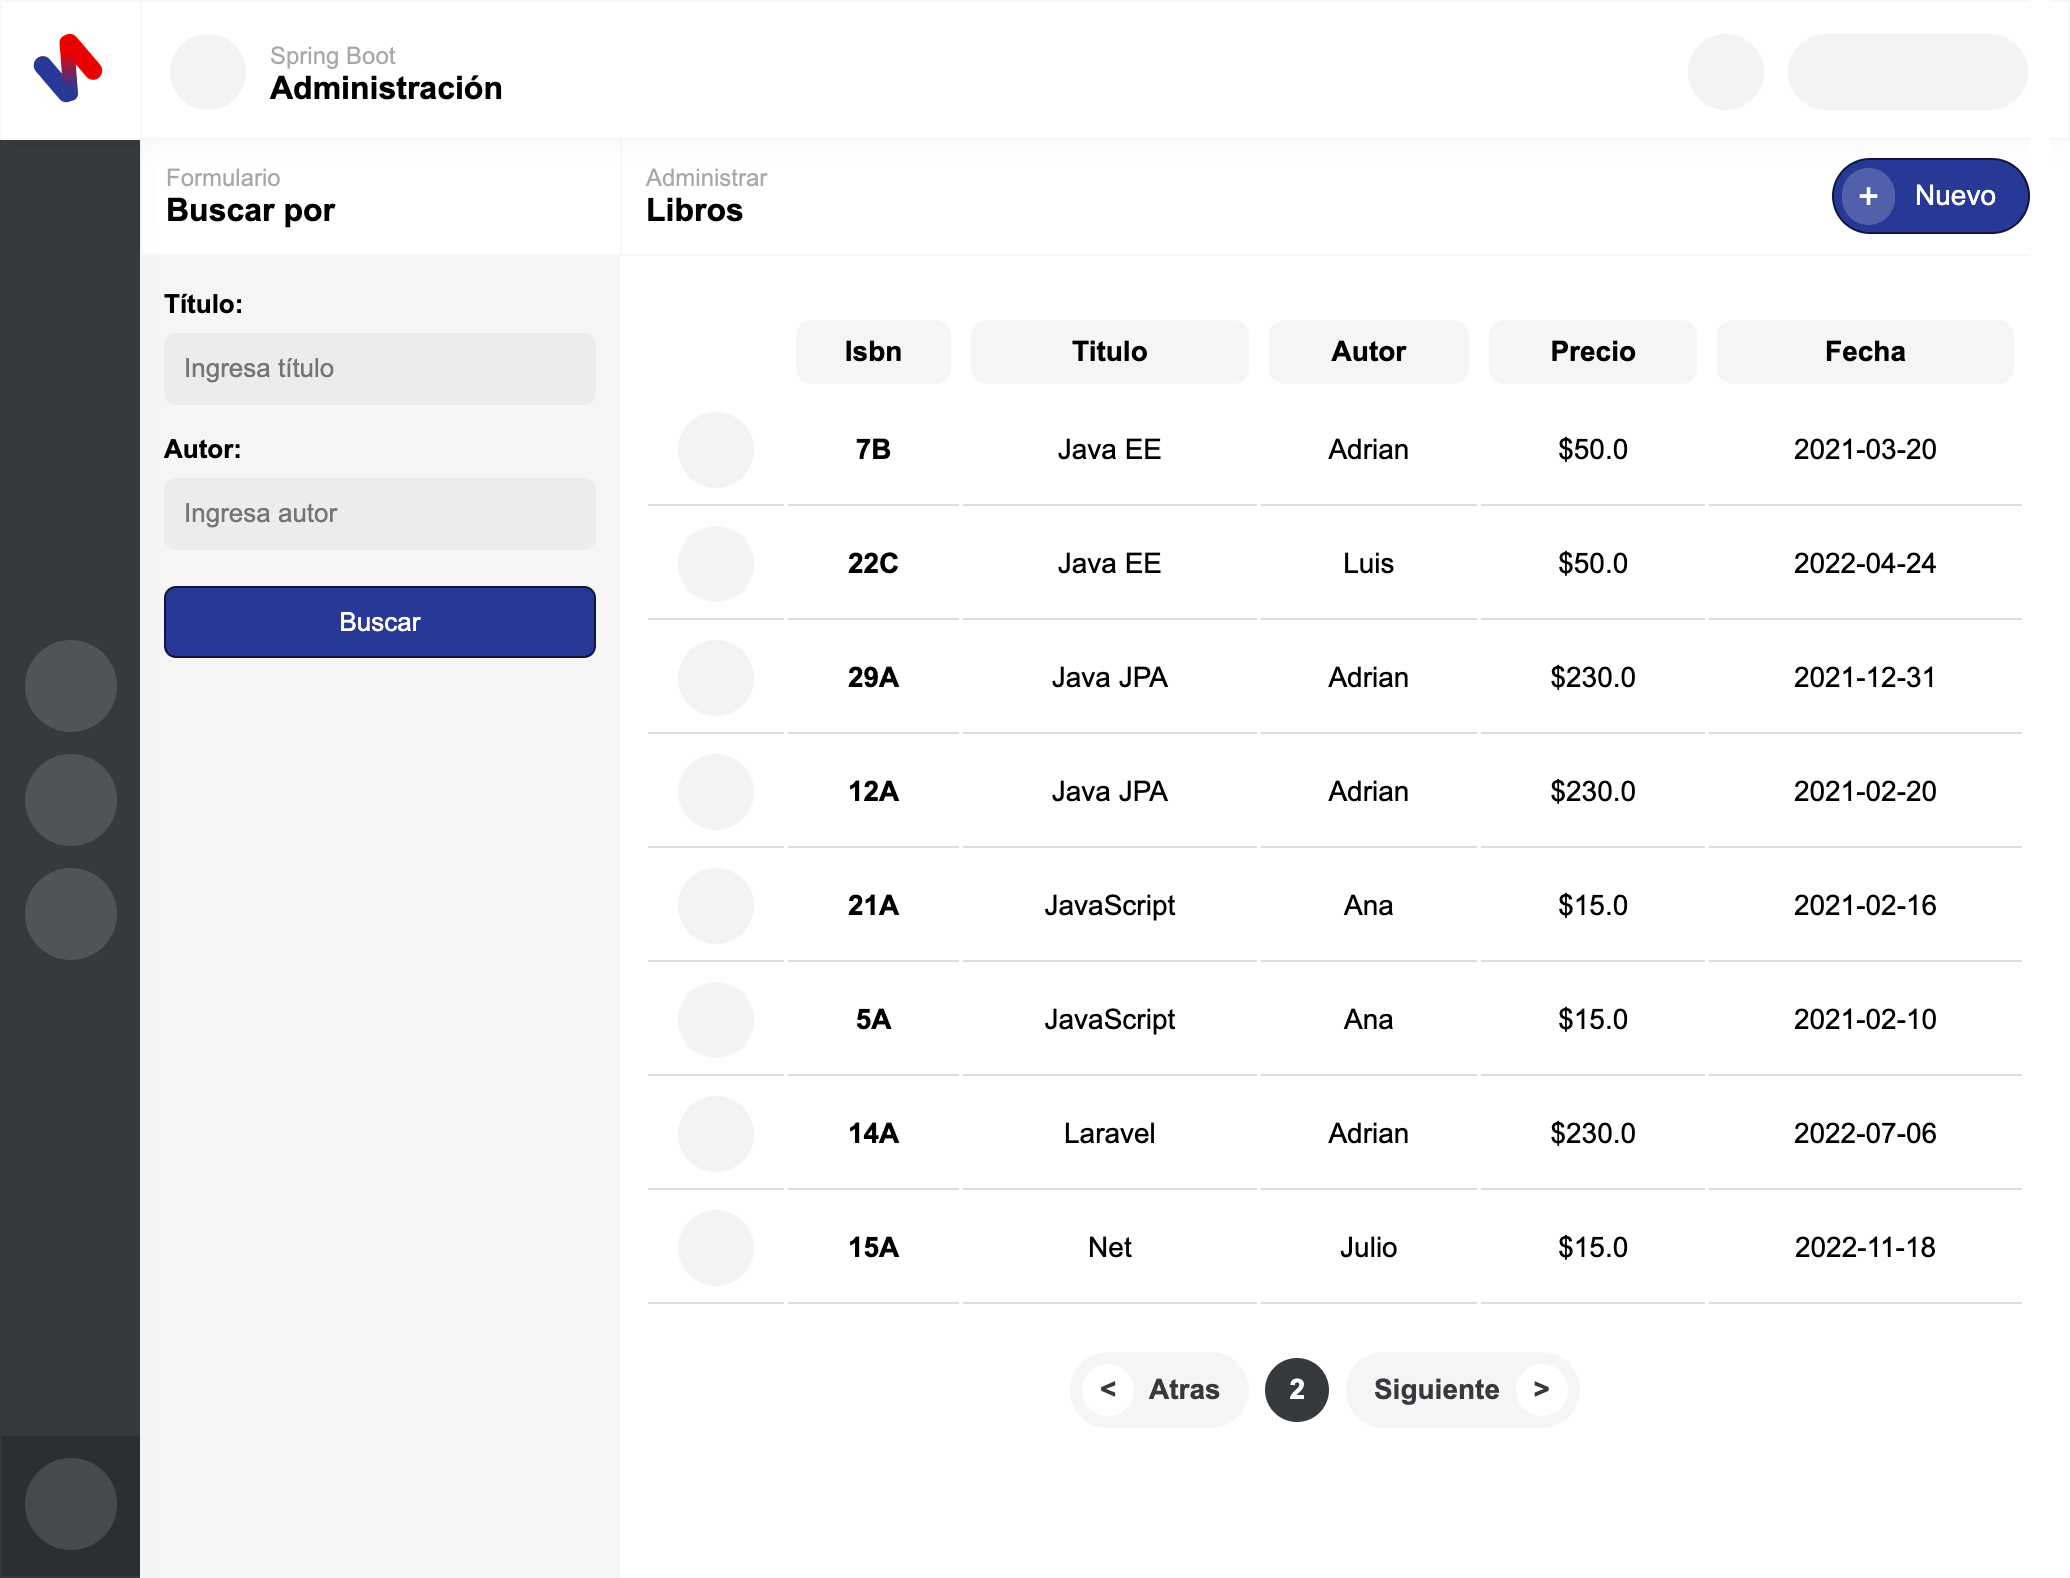 Spring Boot
Administración
Formulario
Buscar por
Título:
Ingresa título
Autor:
Ingresa autor
Buscar
Administrar
Libros
+ Nuevo
Isbn Titulo Autor Precio Fecha
7B Java EE Adrian $50.0 2021-03-20
22C Java EE Luis $50.0 2022-04-24
29A Java JPA Adrian $230.0 2021-12-31
12A Java JPA Adrian $230.0 2021-02-20
21A JavaScript Ana $15.0 2021-02-16
5A JavaScript Ana $15.0 2021-02-10
14A Laravel Adrian $230.0 2022-07-06
15A Net Julio $15.0 2022-11-18
< Atras 2 Siguiente >